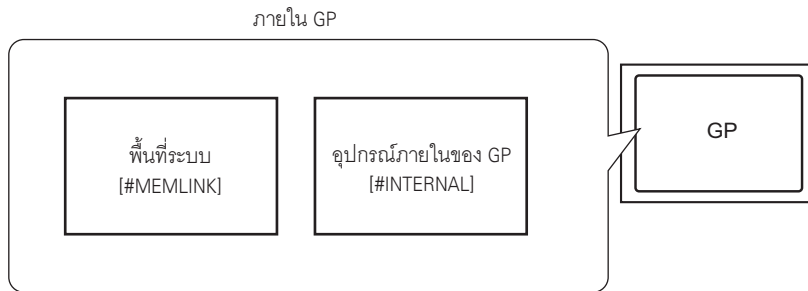 ภายใน GP
พื้นที่ระบบ
[#MEMLINK]
อุปกรณ์ภายในของ GP
[#INTERNAL]
GP